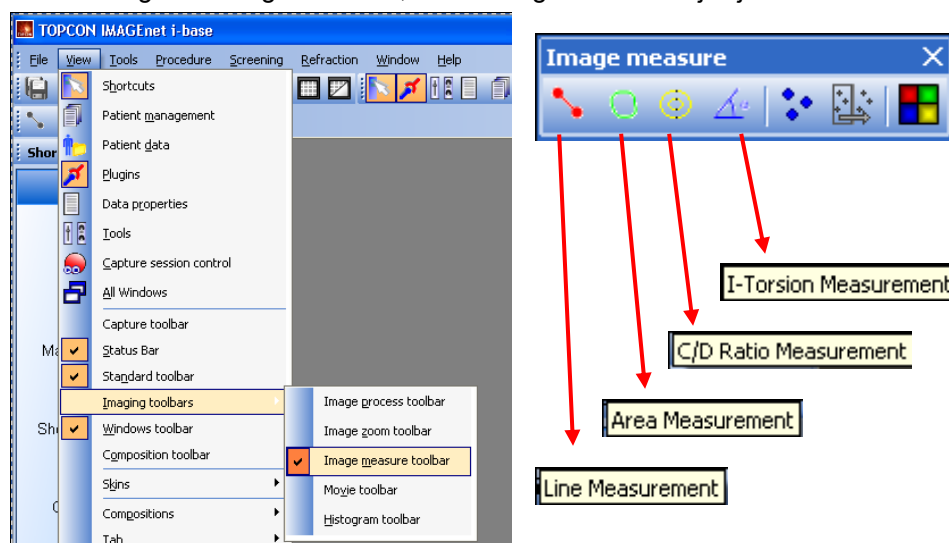 TOPCON IMAGEnet i-base
File View Tools Procedure Screening Refraction Window Help
Shortcuts
Patient management
Patient data
Plugins
Data properties
Tools
Capture session control
All Windows
Capture toolbar
Status Bar
Standard toolbar
Imaging toolbars
Windows toolbar
Composition toolbar
Skins
Compositions
Tab
Shor
Image process toolbar
Image zoom toolbar
Image measure toolbar
Movie toolbar
Histogram toolbar
Image measure
I-Torsion Measurement
C/D Ratio Measurement
Area Measurement
Line Measurement